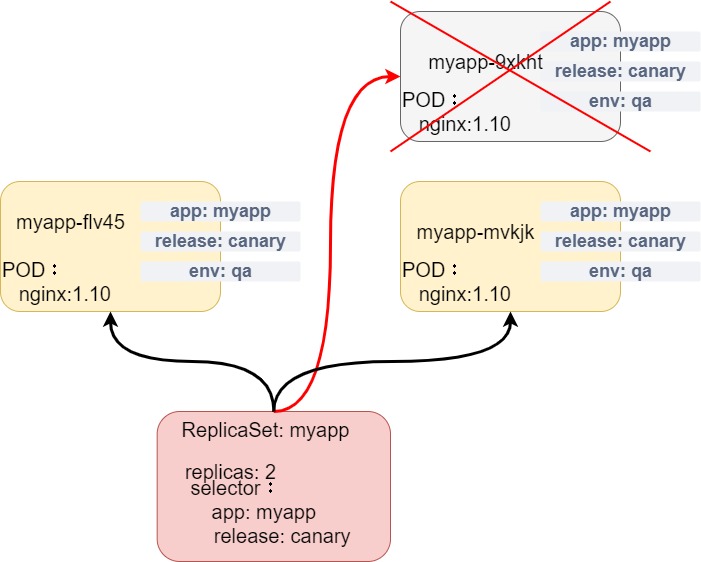 myapp-9xkht
app: myapp
release: canary
POD：
env: qa
nginx:1.10
myapp-flv45
app: myapp
release: canary
POD：
env: qa
nginx:1.10
myapp-mvkjk
app: myapp
release: canary
POD：
env: qa
nginx:1.10
ReplicaSet: myapp
replicas: 2
selector：
app: myapp
release: canary